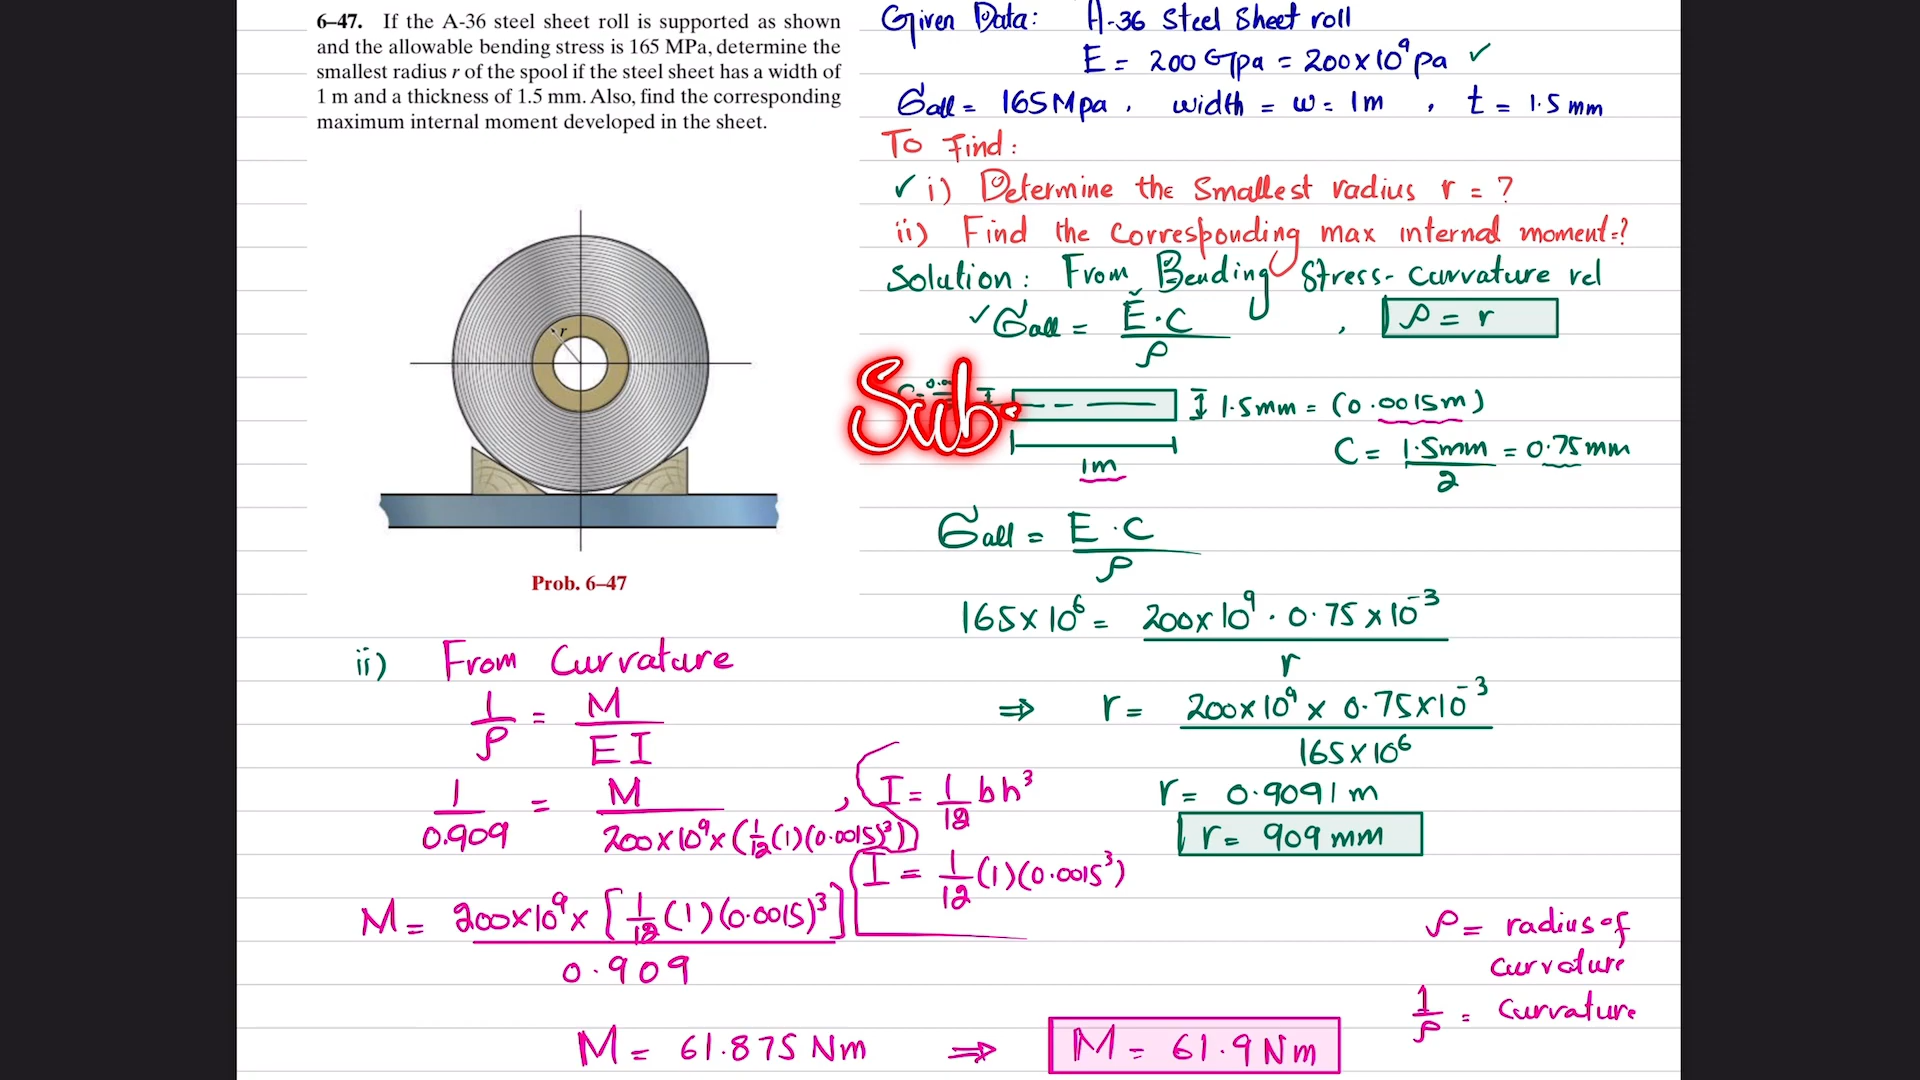 6–47. If the A-36 steel sheet roll is supported as shown
and the allowable bending stress is 165 MPa, determine the
smallest radius r of the spool if the steel sheet has a width of
1 m and a thickness of 1.5 mm. Also, find the corresponding
maximum internal moment developed in the sheet.
r
Prob. 6–47
Given Data: A-36 Steel Sheet roll
E = 200 Gpa = 200×10⁹ pa ✓
σall = 165 Mpa , width = w = 1m , t = 1.5 mm
To Find:
✓ i) Determine the Smallest radius r = ?
ii) Find the corresponding max internal moment=?
Solution: From Bending Stress- Curvature rel
✓ σall = E·C / ρ , ρ = r
Sub
1.5mm = (0.0015m)
1m
C = 1.5mm / 2 = 0.75 mm
σall = E·C / ρ
165×10⁶ = 200×10⁹ · 0.75×10⁻³ / r
⇒ r = 200×10⁹ × 0.75×10⁻³ / 165×10⁶
r = 0.9091 m
r = 909 mm
ii) From Curvature
1/ρ = M / EI
1 / 0.909 = M / 200×10⁹×(1/12(1)(0.0015)³) , I = 1/12 bh³
I = 1/12 (1)(0.0015³)
M = 200×10⁹× [1/12 (1)(0.0015)³] / 0.909
M = 61.875 Nm ⇒ M = 61.9 Nm
ρ = radius of
curvature
1/ρ = Curvature